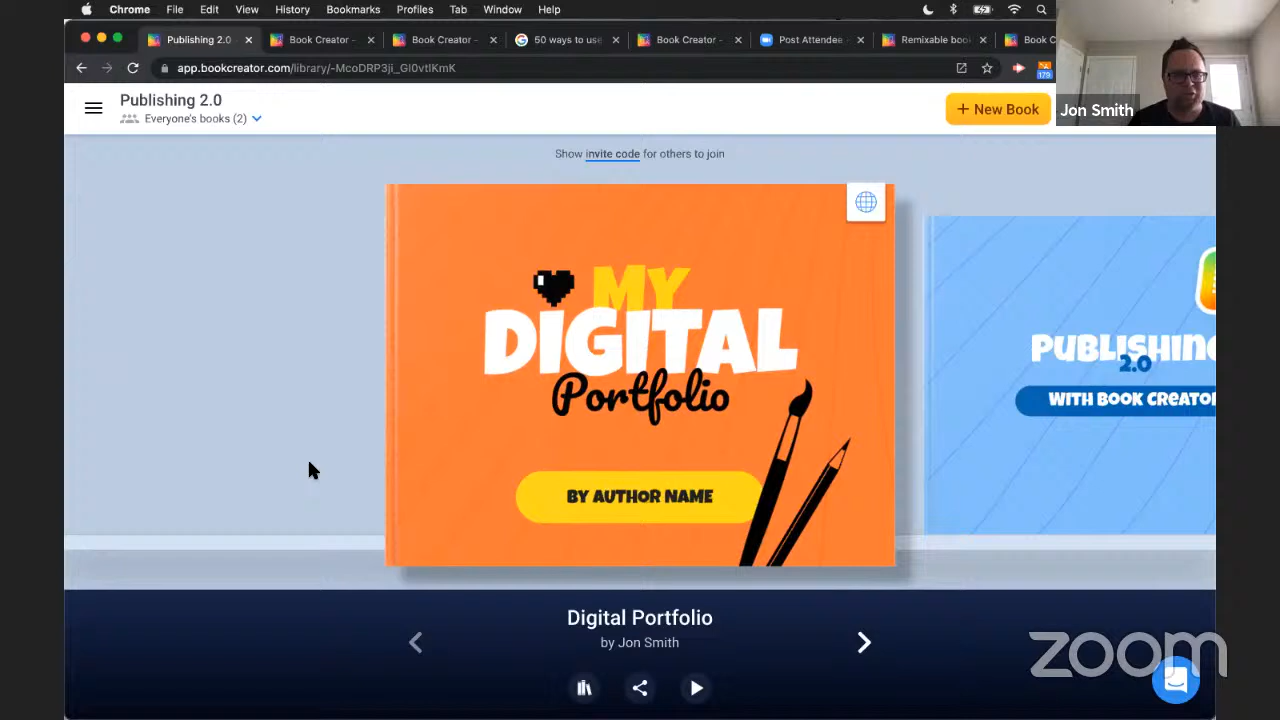 Chrome File Edit View History Bookmarks Profiles Tab Window Help
Publishing 2.0 - Book Creator - Book Creator - 50 ways to use Book Creator - Post Attendee - Remixable boo Book C
app.bookcreator.com/library/-McoDRP3ji_Gl0vtlKmK
179
Publishing 2.0
Everyone's books (2)
+ New Book
Jon Smith
Show invite code for others to join
MY
DIGITAL
Portfolio
BY AUTHOR NAME
PUBLISHING
2.0
WITH BOOK CREATOR
Digital Portfolio
by Jon Smith
zoom